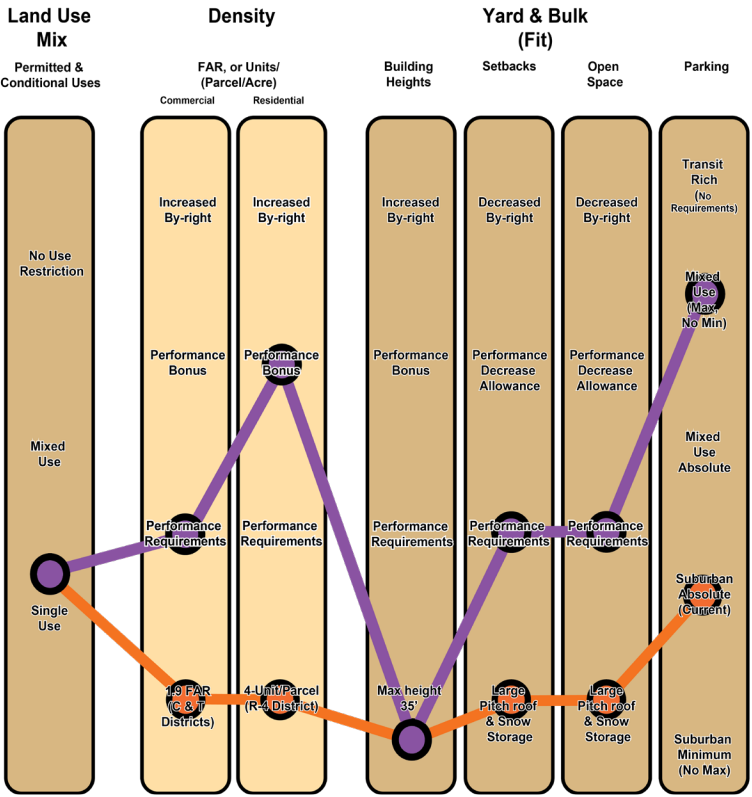 Land Use
Mix
Density
Yard & Bulk
(Fit)
Permitted &
Conditional Uses
FAR, or Units/
(Parcel/Acre)
Commercial
Residential
Building
Heights
Setbacks
Open
Space
Parking
No Use
Restriction
Mixed
Use
Single
Use
Increased
By-right
Performance
Bonus
Performance
Requirements
1.9 FAR
(C & T
Districts)
Increased
By-right
Performance
Bonus
Performance
Requirements
4-Unit/Parcel
(R-4 District)
Increased
By-right
Performance
Bonus
Performance
Requirements
Max height
35'
Decreased
By-right
Performance
Decrease
Allowance
Performance
Requirements
Large
Pitch roof
& Snow
Storage
Decreased
By-right
Performance
Decrease
Allowance
Performance
Requirements
Large
Pitch roof
& Snow
Storage
Transit
Rich
(No
Requirements)
Mixed
Use
(Max,
No Min)
Mixed
Use
Absolute
Suburban
Absolute
(Current)
Suburban
Minimum
(No Max)